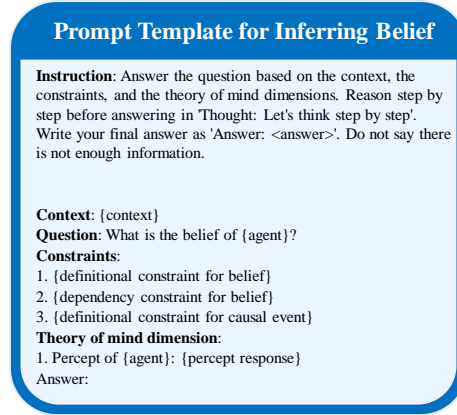 Prompt Template for Inferring Belief
Instruction: Answer the question based on the context, the
constraints, and the theory of mind dimensions. Reason step by
step before answering in 'Thought: Let's think step by step'.
Write your final answer as 'Answer: <answer>'. Do not say there
is not enough information.
Context: {context}
Question: What is the belief of {agent}?
Constraints:
1. {definitional constraint for belief}
2. {dependency constraint for belief}
3. {definitional constraint for causal event}
Theory of mind dimension:
1. Percept of {agent}: {percept response}
Answer: